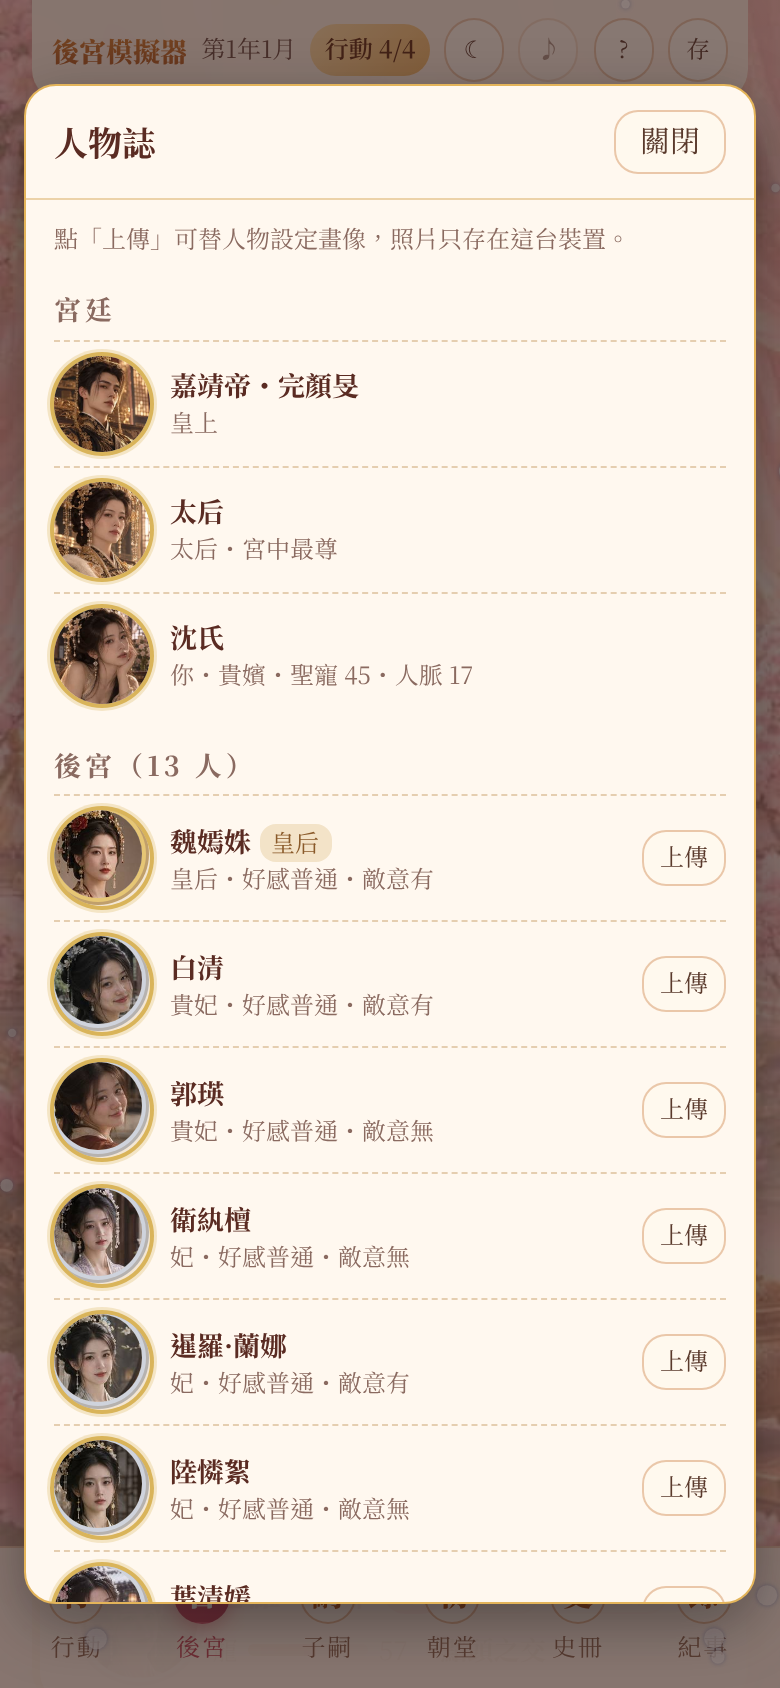 後宮模擬器 第1年1月 行動 4/4 ☾ ♪ ? 存
人物誌 關閉
點「上傳」可替人物設定畫像，照片只存在這台裝置。
宮廷
嘉靖帝・完顏旻
皇上
太后
太后・宮中最尊
沈氏
你・貴嬪・聖寵 45・人脈 17
後宮（13 人）
魏嫣姝 皇后
皇后・好感普通・敵意有
上傳
白清
貴妃・好感普通・敵意有
上傳
郭瑛
貴妃・好感普通・敵意無
上傳
衛紈檀
妃・好感普通・敵意無
上傳
暹羅·蘭娜
妃・好感普通・敵意有
上傳
陸憐絮
妃・好感普通・敵意無
上傳
葉清媛
行動 後宮 子嗣 朝堂 史冊 紀事